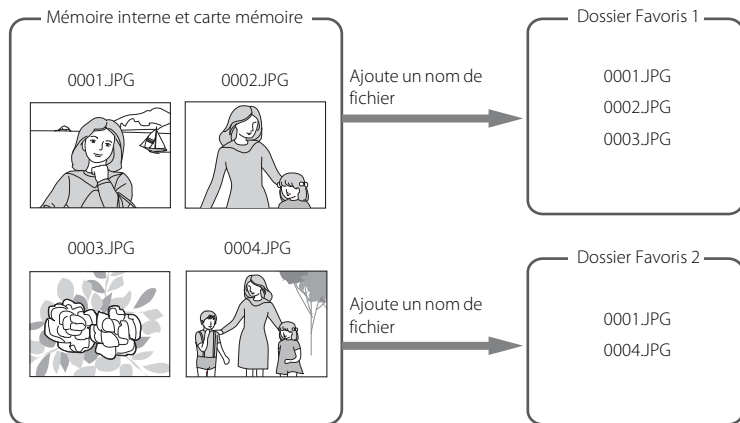 Mémoire interne et carte mémoire
0001.JPG
0002.JPG
0003.JPG
0004.JPG
Ajoute un nom de
fichier
Dossier Favoris 1
0001.JPG
0002.JPG
0003.JPG
Ajoute un nom de
fichier
Dossier Favoris 2
0001.JPG
0004.JPG